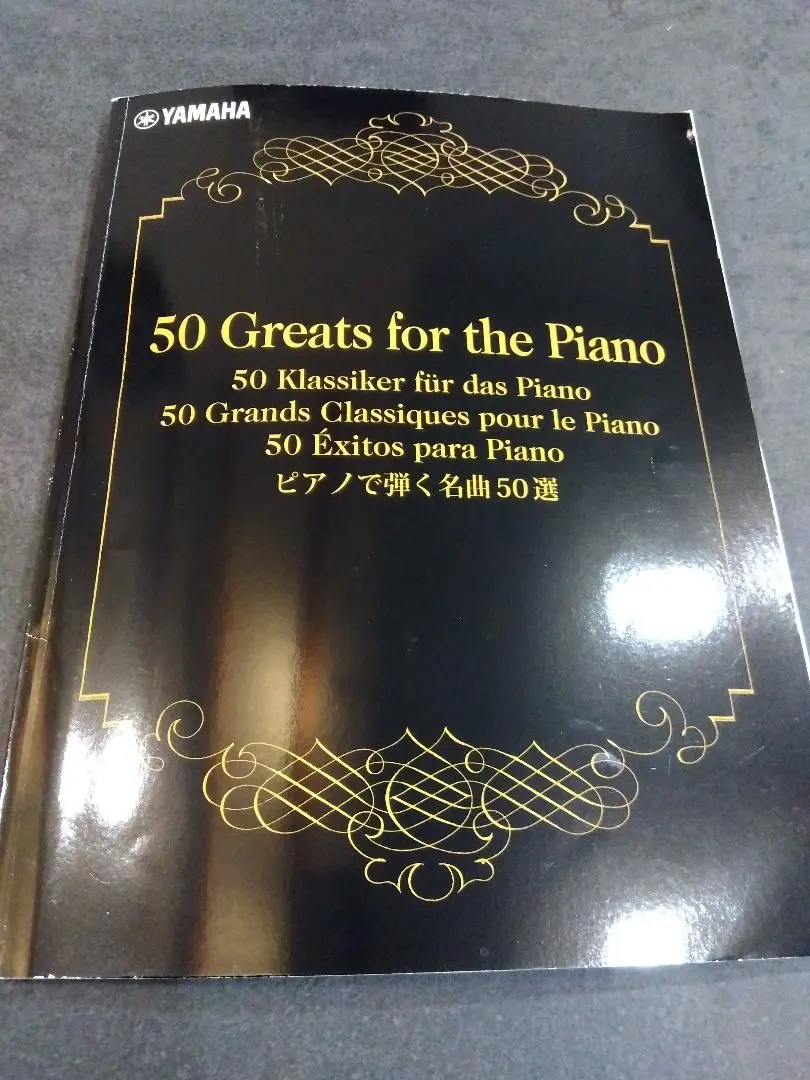 YAMAHA
50 Greats for the Piano
50 Klassiker für das Piano
50 Grands Classiques pour le Piano
50 Éxitos para Piano
ピアノで弾く名曲50選